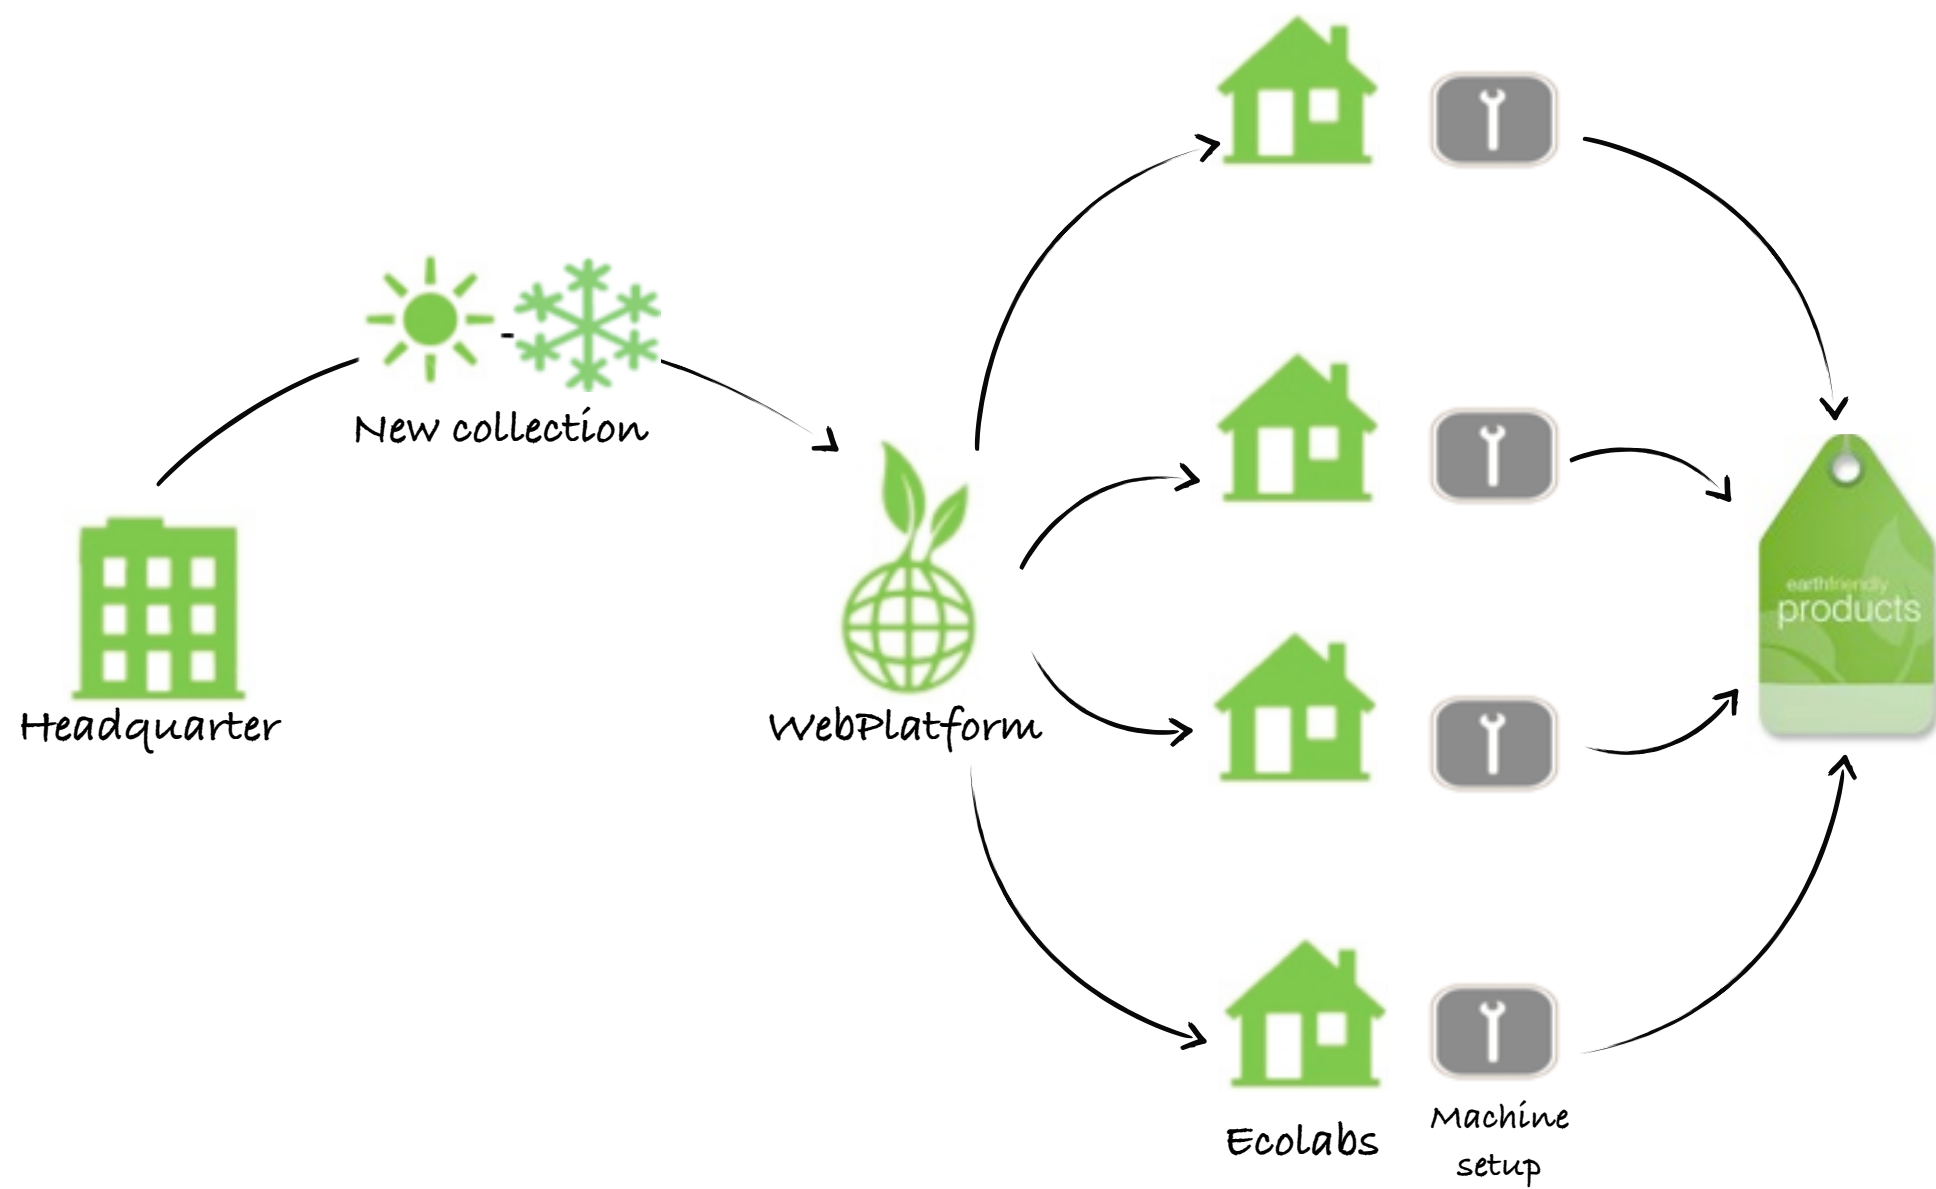 New collection
Headquarter
WebPlatform
earthfriendly
products
Ecolabs
Machine
setup